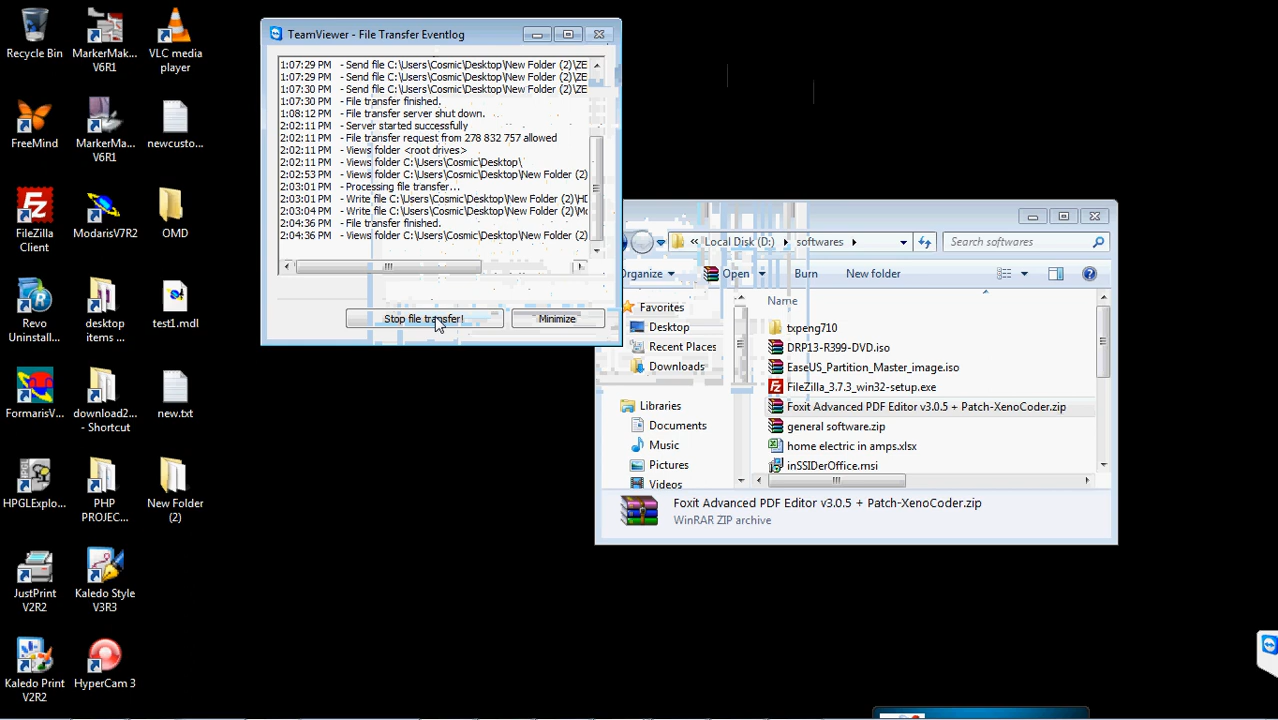 Recycle Bin
MarkerMak...
V6R1
VLC media
player
FreeMind
MarkerMak...
V6R1
newcusto...
FileZilla
Client
ModarisV7R2
OMD
Revo
Uninstall...
desktop
items ...
test1.mdl
FormarisV...
download2...
- Shortcut
new.txt
HPGLExplo...
PHP
PROJEC...
New Folder
(2)
JustPrint
V2R2
Kaledo Style
V3R3
Kaledo Print
V2R2
HyperCam 3
TeamViewer - File Transfer Eventlog
1:07:29 PM - Send file C:\Users\Cosmic\Desktop\New Folder (2)\ZE
1:07:29 PM - Send file C:\Users\Cosmic\Desktop\New Folder (2)\ZE
1:07:30 PM - Send file C:\Users\Cosmic\Desktop\New Folder (2)\ZE
1:07:30 PM - File transfer finished.
1:08:12 PM - File transfer server shut down.
2:02:11 PM - Server started successfully
2:02:11 PM - File transfer request from 278 832 757 allowed
2:02:11 PM - Views folder <root drives>
2:02:11 PM - Views folder C:\Users\Cosmic\Desktop\
2:02:53 PM - Views folder C:\Users\Cosmic\Desktop\New Folder (2)
2:03:01 PM - Processing file transfer...
2:03:01 PM - Write file C:\Users\Cosmic\Desktop\New Folder (2)\HD
2:03:04 PM - Write file C:\Users\Cosmic\Desktop\New Folder (2)\Mo
2:04:36 PM - File transfer finished.
2:04:36 PM - Views folder C:\Users\Cosmic\Desktop\New Folder (2)
Stop file transfer!
Minimize
« Local Disk (D:) softwares
Search softwares
Organize Open Burn New folder
Favorites
Desktop
Recent Places
Downloads
Libraries
Documents
Music
Pictures
Videos
Name
txpeng710
DRP13-R399-DVD.iso
EaseUS_Partition_Master_image.iso
FileZilla_3.7.3_win32-setup.exe
Foxit Advanced PDF Editor v3.0.5 + Patch-XenoCoder.zip
general software.zip
home electric in amps.xlsx
inSSIDerOffice.msi
Foxit Advanced PDF Editor v3.0.5 + Patch-XenoCoder.zip
WinRAR ZIP archive